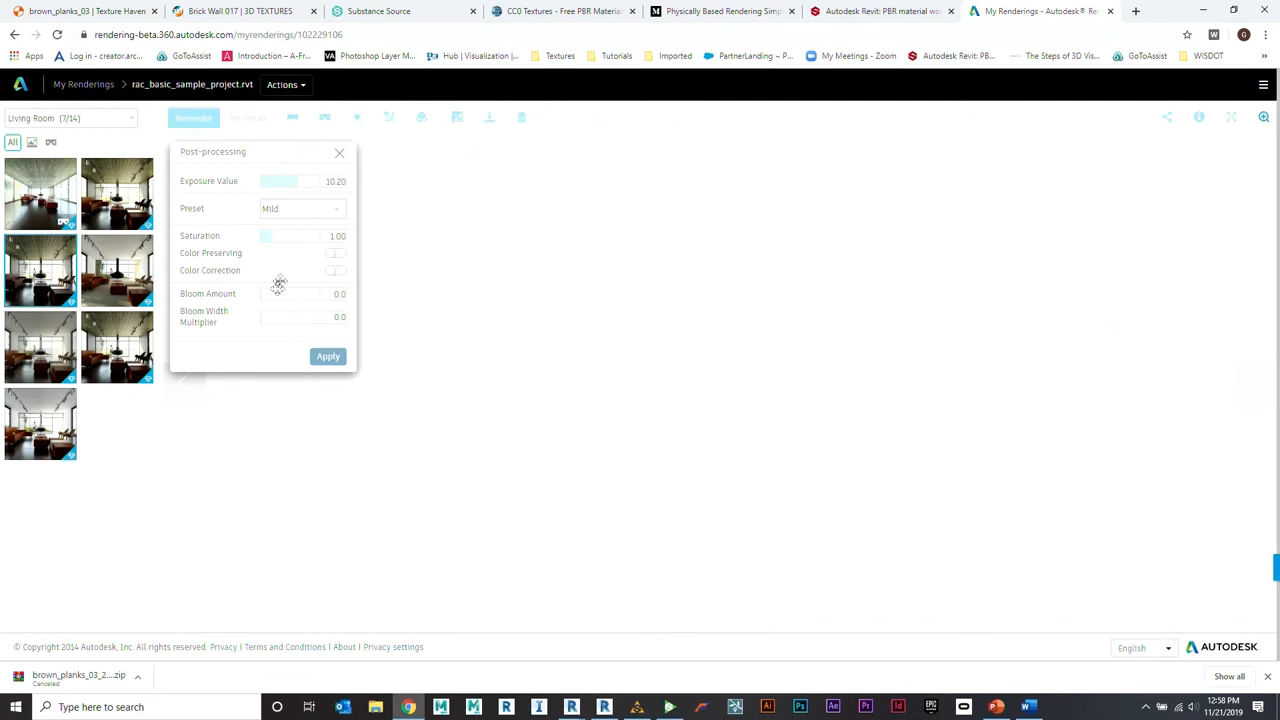 brown_planks_03 | Texture Haven
Brick Wall 017 | 3D TEXTURES
Substance Source
CC0 Textures - Free PBR Materia
Physically Based Rendering Simp
Autodesk Revit: PBR material wo
My Renderings - Autodesk® Re
rendering-beta.360.autodesk.com/myrenderings/102229106
Apps
Log in - creator.arc...
GoToAssist
Introduction – A-Fri...
Photoshop Layer M...
Hub | Visualization /...
Textures
Tutorials
Imported
PartnerLanding ~ P...
My Meetings - Zoom
Autodesk Revit: PB...
The Steps of 3D Vis...
GoToAssist
WISDOT
My Renderings
rac_basic_sample_project.rvt
Actions
Living Room (7/14)
Rerender
Render as
All
Post-processing
Exposure Value 10.20
Preset Mild
Saturation 1.00
Color Preserving
Color Correction
Bloom Amount 0.0
Bloom Width
Multiplier 0.0
Apply
© Copyright 2014 Autodesk, Inc. All rights reserved. Privacy | Terms and Conditions | About | Privacy settings
English
AUTODESK
brown_planks_03_2....zip
Canceled
Show all
Type here to search
12:58 PM
11/21/2019